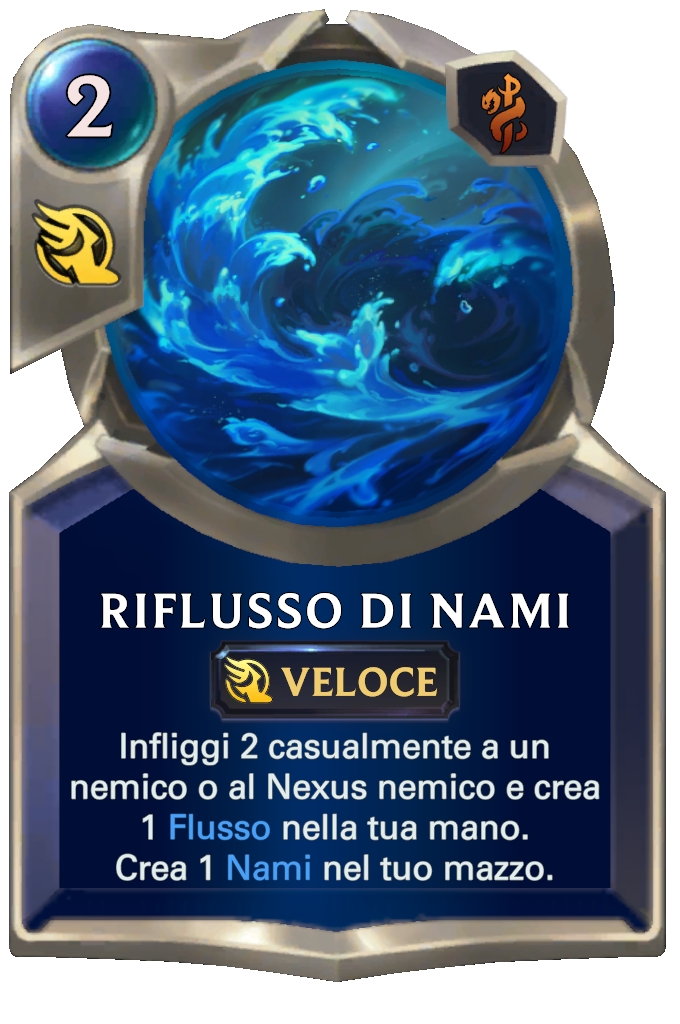 2
RIFLUSSO DI NAMI
VELOCE
Infliggi 2 casualmente a un
nemico o al Nexus nemico e crea
1 Flusso nella tua mano.
Crea 1 Nami nel tuo mazzo.